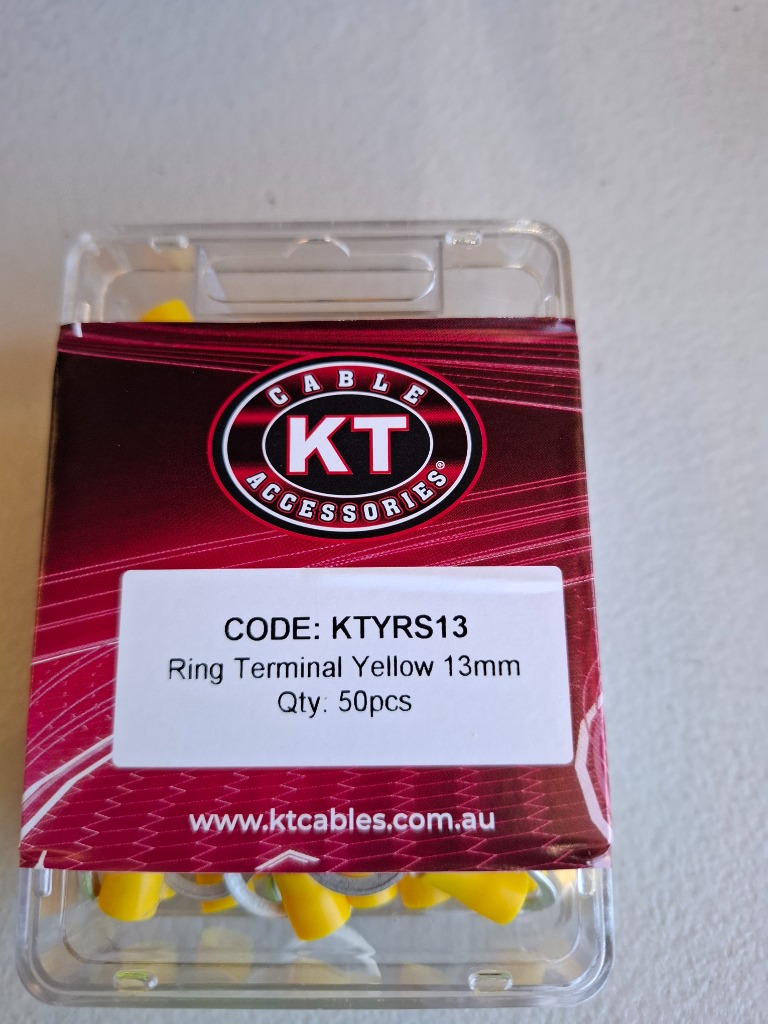 CABLE
KT
ACCESSORIES®
CODE: KTYRS13
Ring Terminal Yellow 13mm
Qty: 50pcs
www.ktcables.com.au